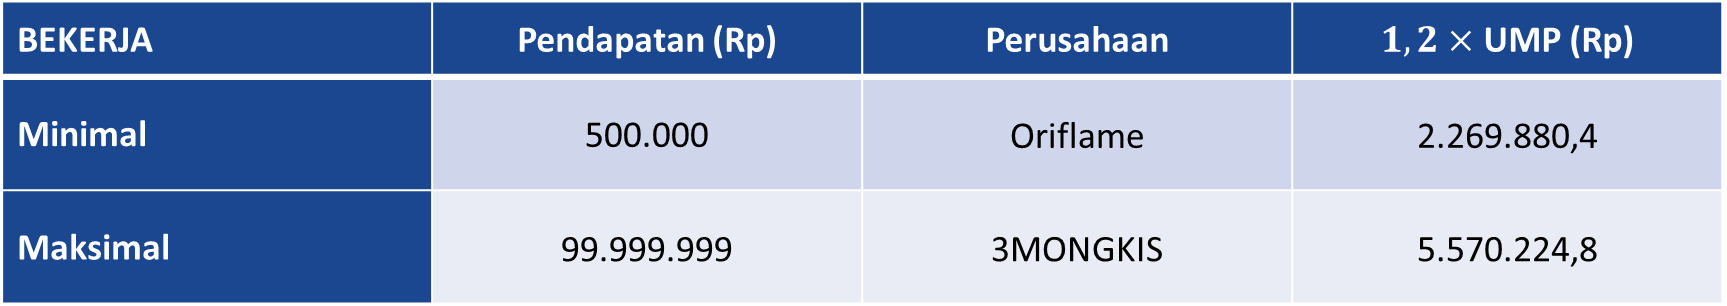 BEKERJA Pendapatan (Rp) Perusahaan 1,2 × UMP (Rp)
Minimal 500.000 Oriflame 2.269.880,4
Maksimal 99.999.999 3MONGKIS 5.570.224,8